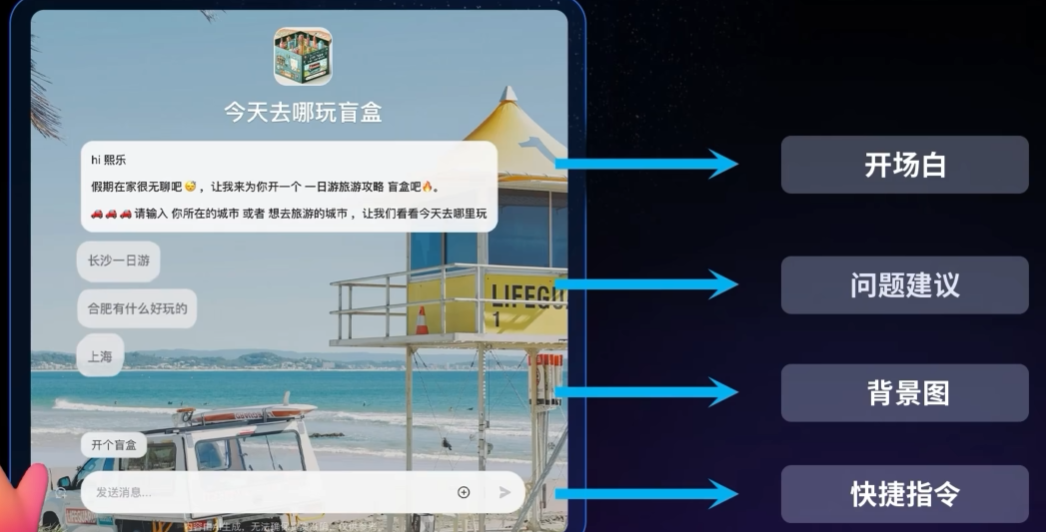 今天去哪玩盲盒
hi 熙乐
假期在家很无聊吧😴，让我来为你开一个 一日游旅游攻略 盲盒吧🔥。
🚗🚗🚗请输入 你所在的城市 或者 想去旅游的城市，让我们看看今天去哪里玩
开场白
长沙一日游
问题建议
合肥有什么好玩的
LIFEGU
1
上海
背景图
开个盲盒
发送消息...
快捷指令